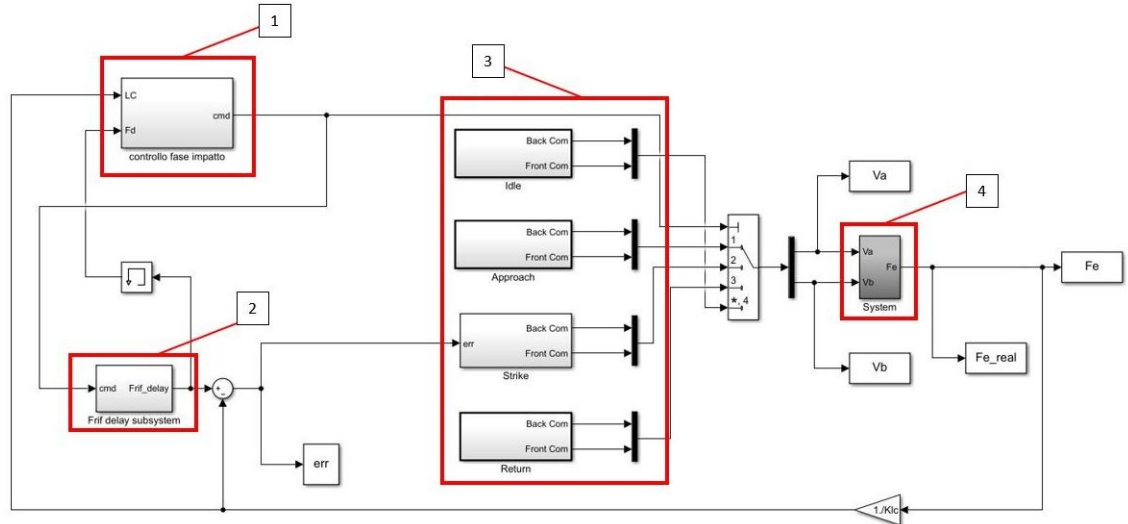 1
LC
Fd
cmd
controllo fase impatto
3
Back Com
Front Com
Idle
Back Com
Front Com
Approach
err
Back Com
Front Com
Strike
Back Com
Front Com
Return
1
2
3
*, 4
Va
4
Va
Vb
Fe
System
Fe
Fe_real
Vb
2
cmd
Frif_delay
Frif delay subsystem
+
-
err
1./Klc